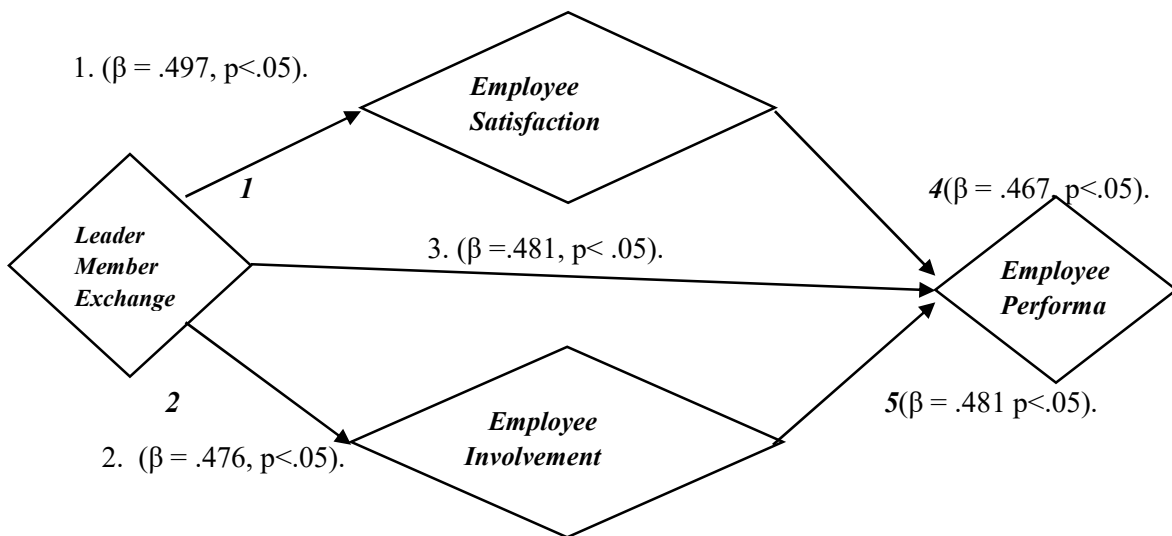 1. (β = .497, p<.05).
Employee
Satisfaction
1
4(β = .467, p<.05).
Leader
Member
Exchange
3. (β =.481, p< .05).
Employee
Performa
2
5(β = .481 p<.05).
Employee
Involvement
2. (β = .476, p<.05).